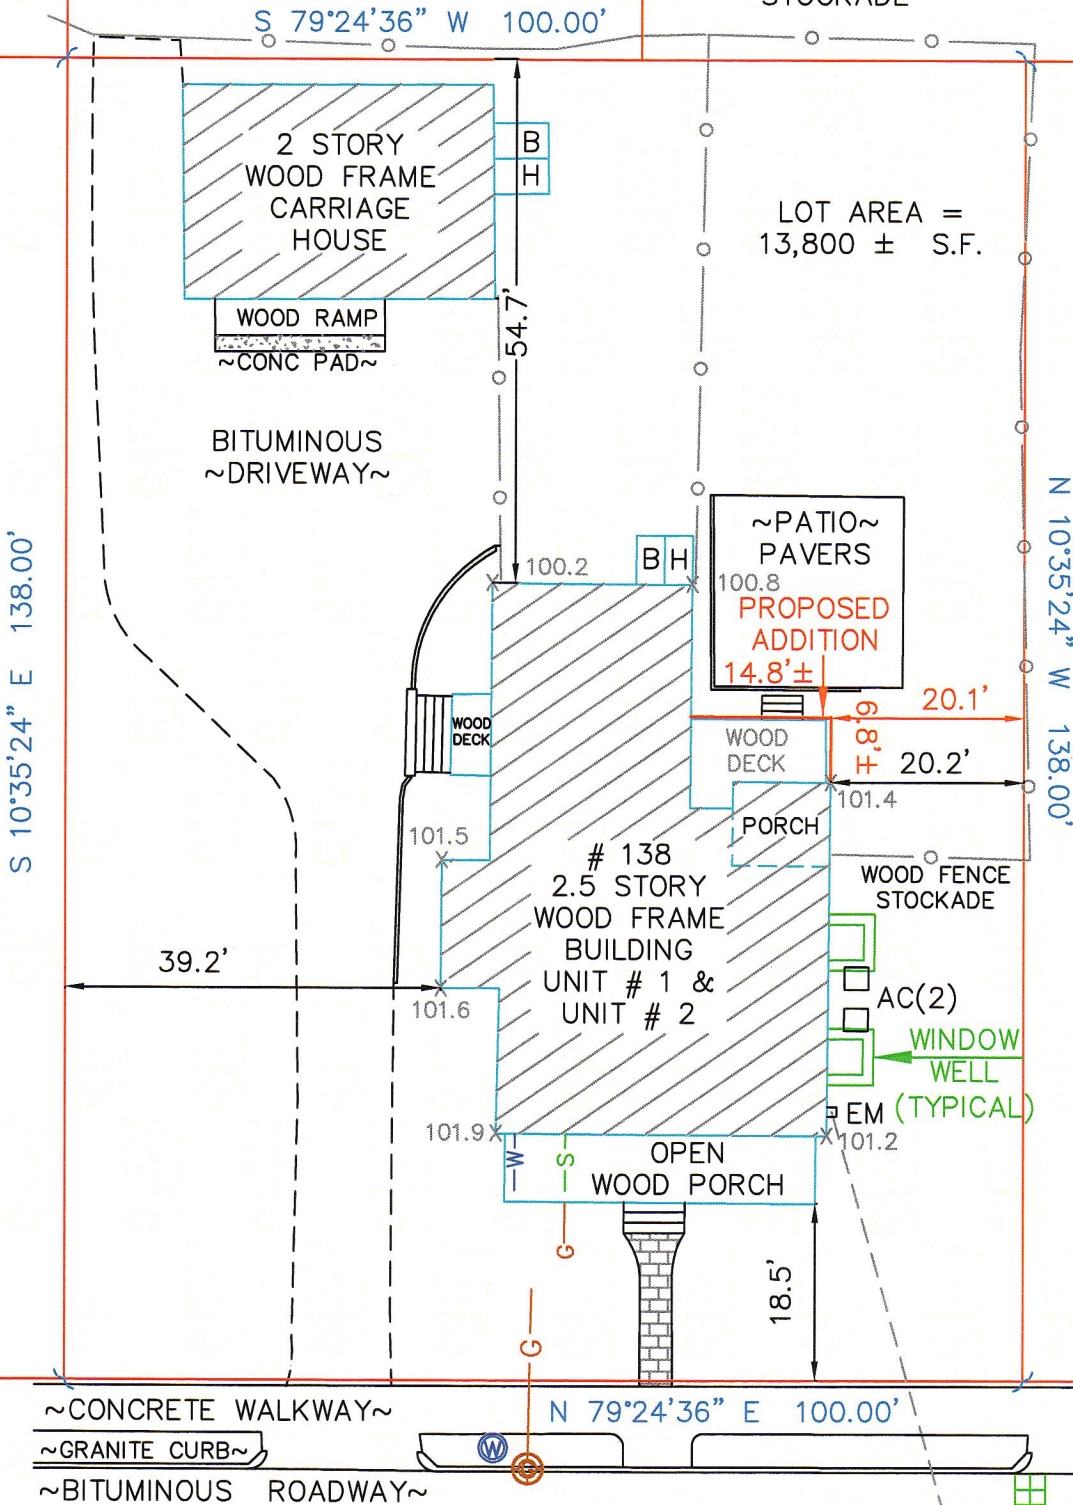 STOCKADE
S 79°24'36" W 100.00'
2 STORY
WOOD FRAME
CARRIAGE
HOUSE
B
H
LOT AREA =
13,800 ± S.F.
54.7'
WOOD RAMP
~CONC PAD~
BITUMINOUS
~DRIVEWAY~
S 10°35'24" E 138.00'
N 10°35'24" W 138.00'
~PATIO~
PAVERS
B H
100.2
100.8
PROPOSED
ADDITION
14.8'±
6.8'±
20.1'
WOOD
DECK
WOOD
DECK
20.2'
101.4
PORCH
101.5
# 138
2.5 STORY
WOOD FRAME
BUILDING
UNIT # 1 &
UNIT # 2
WOOD FENCE
STOCKADE
39.2'
101.6
AC(2)
WINDOW
WELL
(TYPICAL)
EM
101.9
101.2
W
S
OPEN
WOOD PORCH
G
18.5'
G
~CONCRETE WALKWAY~
N 79°24'36" E 100.00'
~GRANITE CURB~
W
G
~BITUMINOUS ROADWAY~